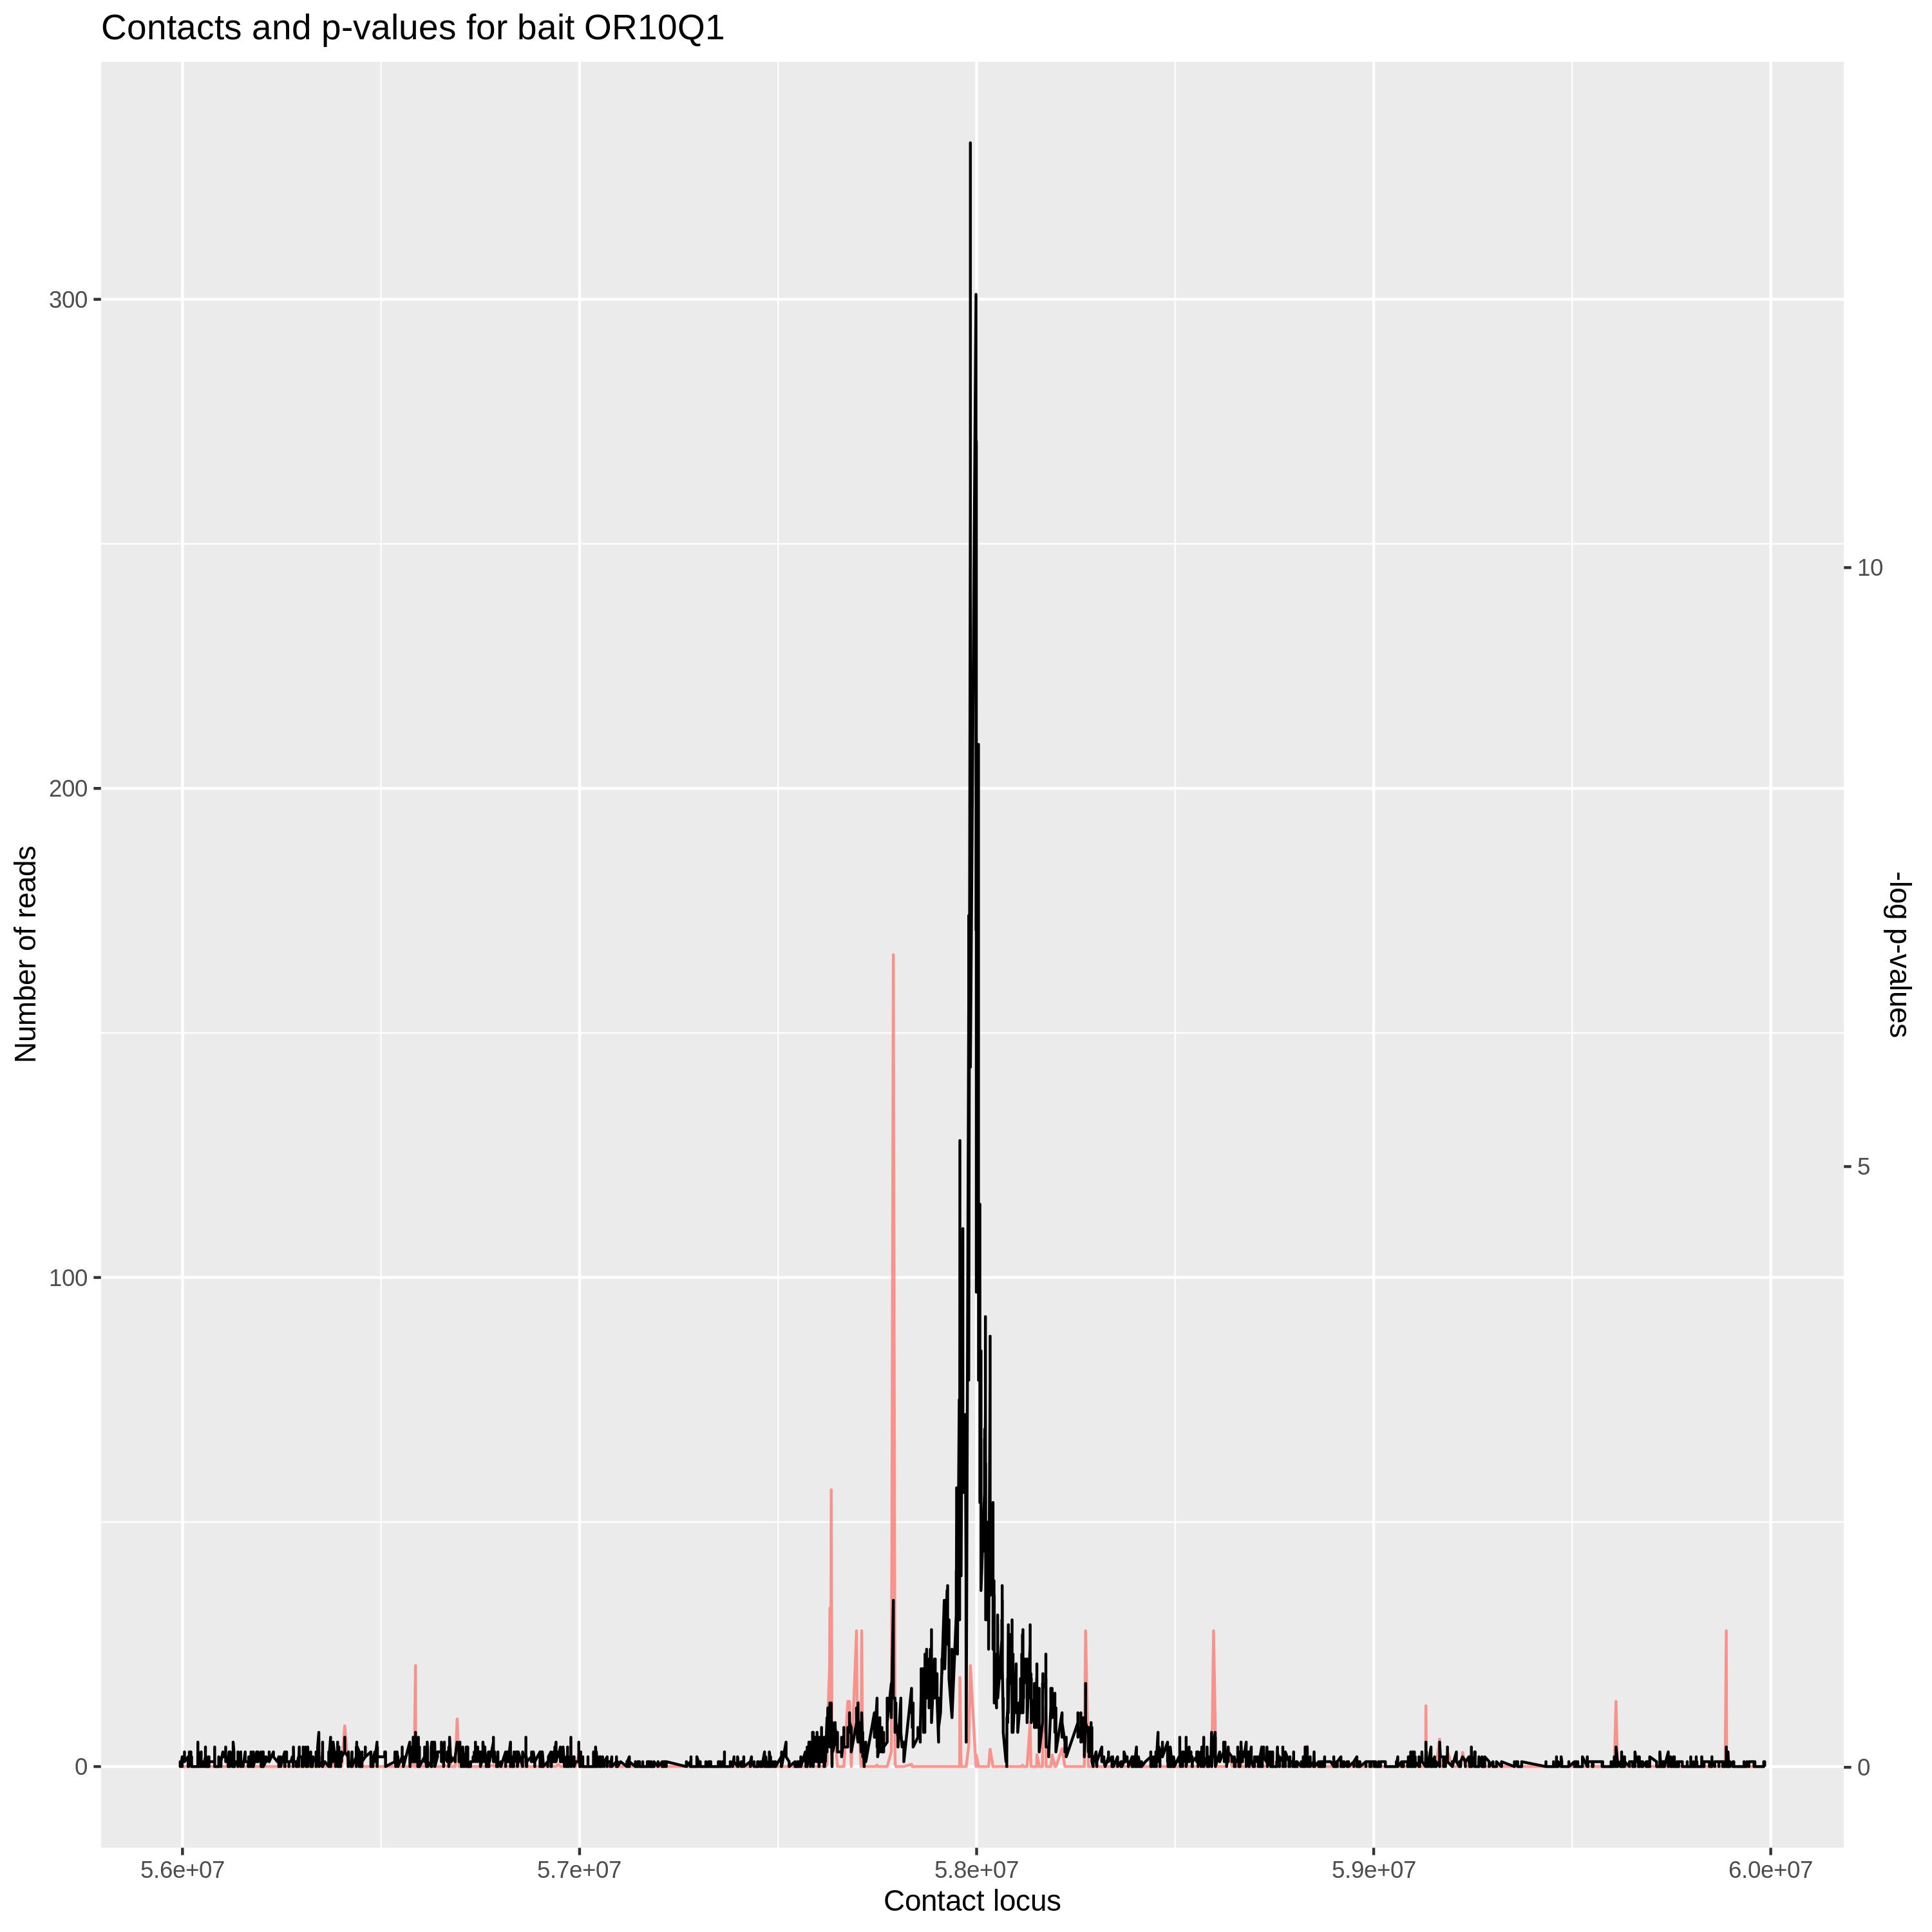 Contacts and p-values for bait OR10Q1
300
200
100
0
Number of reads
10
5
0
-log p-values
5.6e+07 5.7e+07 5.8e+07 5.9e+07 6.0e+07
Contact locus